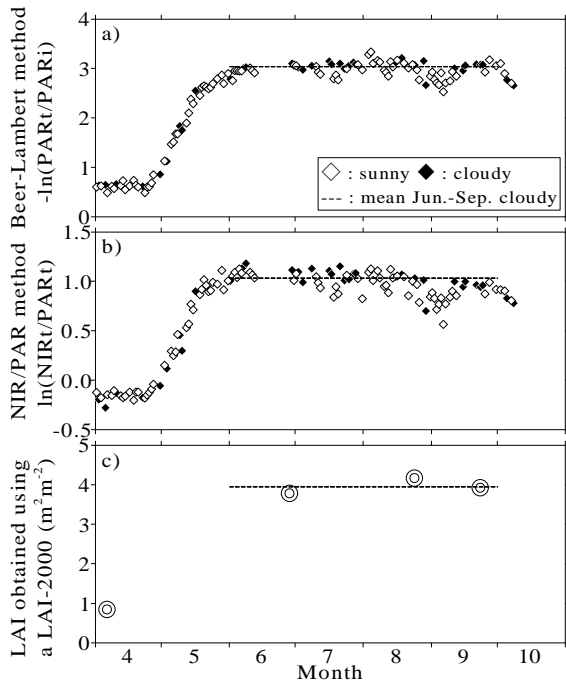 Beer-Lambert method
-ln(PARt/PARi)
a)
4
3
2
1
0
◇ : sunny ◆ : cloudy
---- : mean Jun.-Sep. cloudy
NIR/PAR method
ln(NIRt/PARt)
b)
1.5
1.0
0.5
0.0
-0.5
LAI obtained using
a LAI-2000 (m²m⁻²)
c)
5
4
3
2
1
0
4 5 6 7 8 9 10
Month